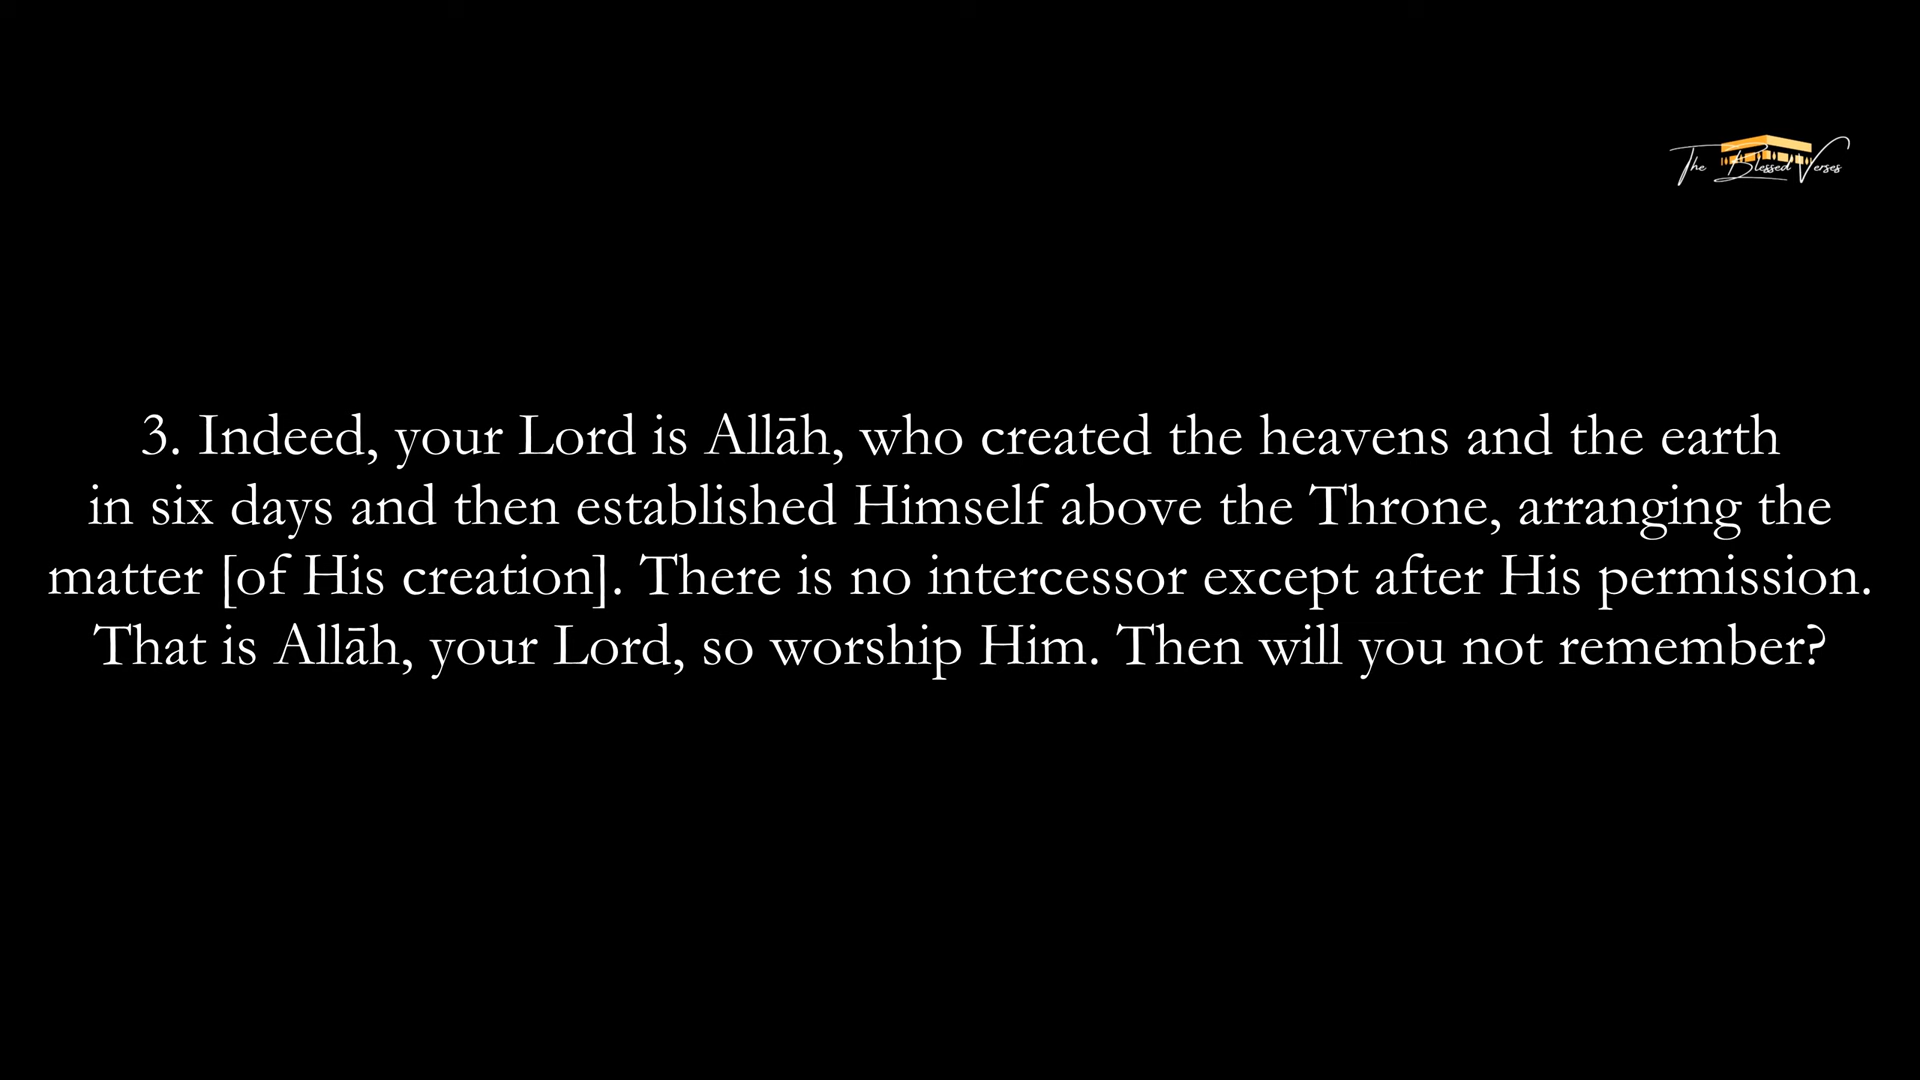 The Blessed Verses
3. Indeed, your Lord is Allāh, who created the heavens and the earth
in six days and then established Himself above the Throne, arranging the
matter [of His creation]. There is no intercessor except after His permission.
That is Allāh, your Lord, so worship Him. Then will you not remember?